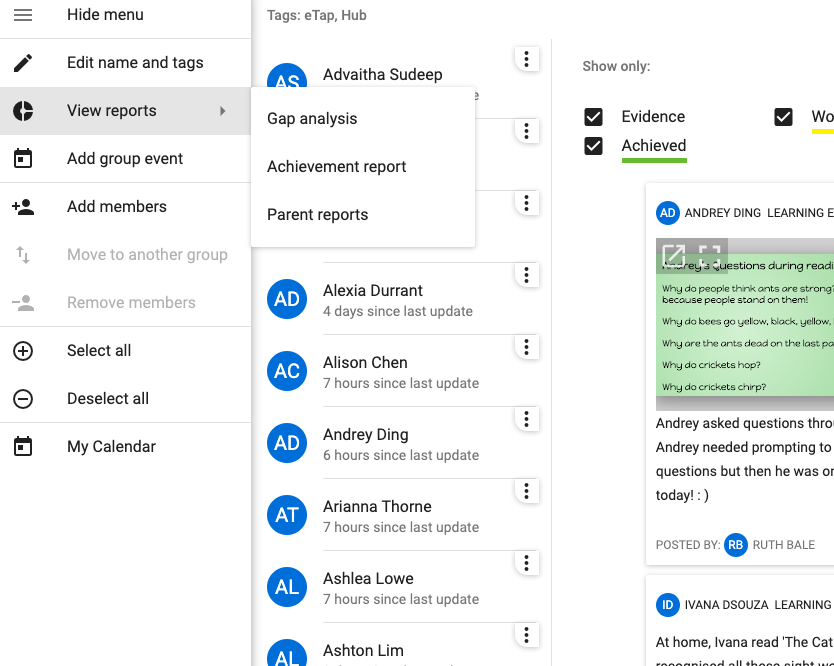 Hide menu
Edit name and tags
View reports
Add group event
Add members
Move to another group
Remove members
Select all
Deselect all
My Calendar
Gap analysis
Achievement report
Parent reports
Tags: eTap, Hub
AS
Advaitha Sudeep
AD
Alexia Durrant
4 days since last update
AC
Alison Chen
7 hours since last update
AD
Andrey Ding
6 hours since last update
AT
Arianna Thorne
7 hours since last update
AL
Ashlea Lowe
7 hours since last update
AL
Ashton Lim
Show only:
Evidence
Achieved
AD ANDREY DING LEARNING
Andrey's Questions during
Why do people think ants are strong?
because people stand on them!
Why do bees go yellow, black, yellow,
Why are the ants dead on the last
Why do crickets hop?
Why do crickets chirp?
Andrey asked questions
Andrey needed prompting to
questions but then he was
today! : )
POSTED BY: RB RUTH BALE
ID IVANA DSOUZA LEARNING
At home, Ivana read 'The Cat
recognised all these sight